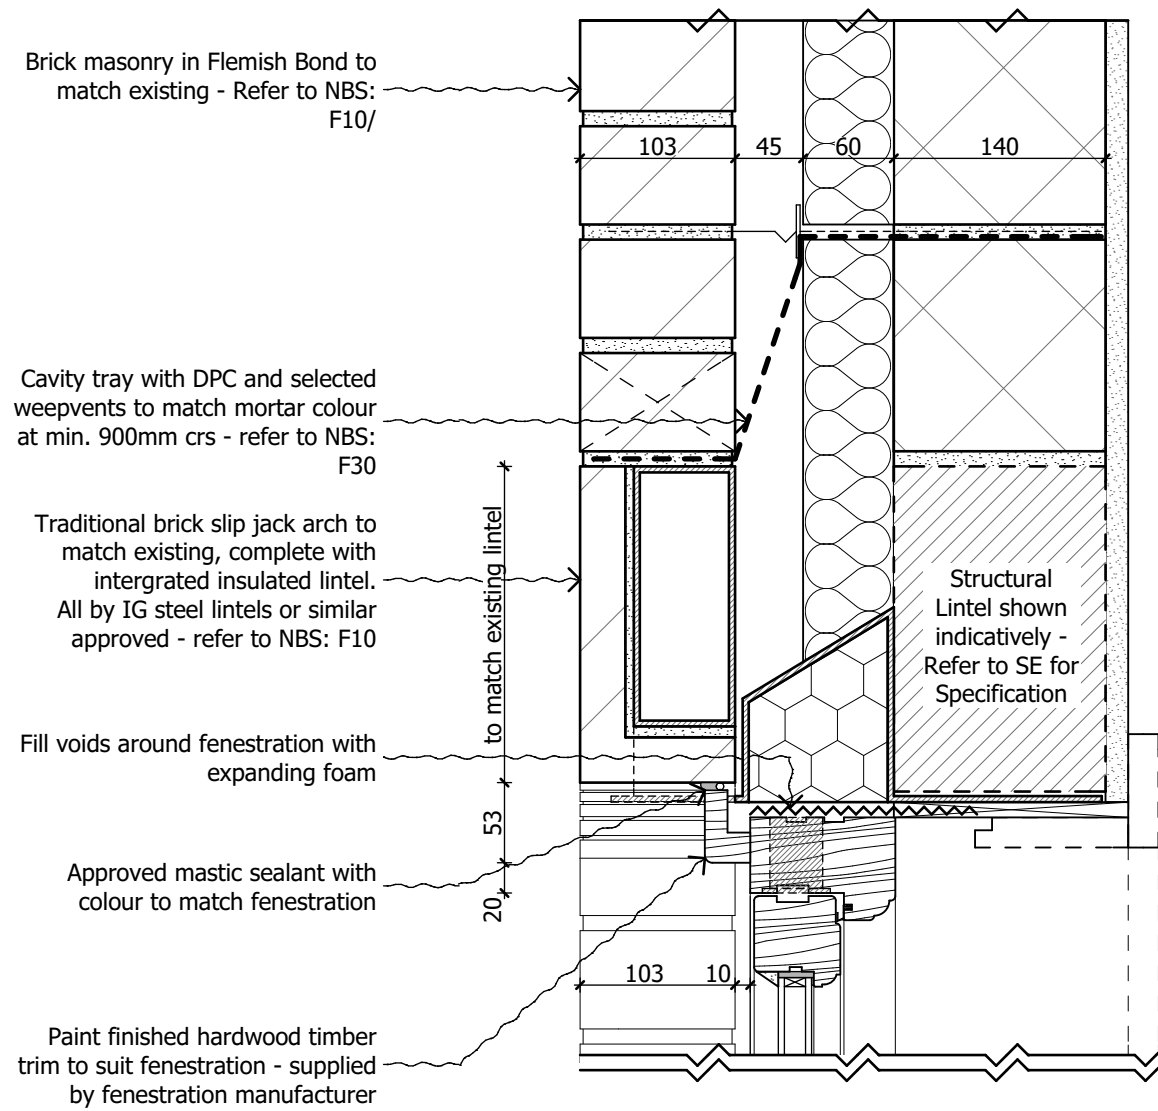 Brick masonry in Flemish Bond to
match existing - Refer to NBS:
F10/
103
45
60
140
Cavity tray with DPC and selected
weepvents to match mortar colour
at min. 900mm crs - refer to NBS:
F30
Traditional brick slip jack arch to
match existing, complete with
intergrated insulated lintel.
All by IG steel lintels or similar
approved - refer to NBS: F10
to match existing lintel
Structural
Lintel shown
indicatively -
Refer to SE for
Specification
Fill voids around fenestration with
expanding foam
53
Approved mastic sealant with
colour to match fenestration
20
103
10
Paint finished hardwood timber
trim to suit fenestration - supplied
by fenestration manufacturer